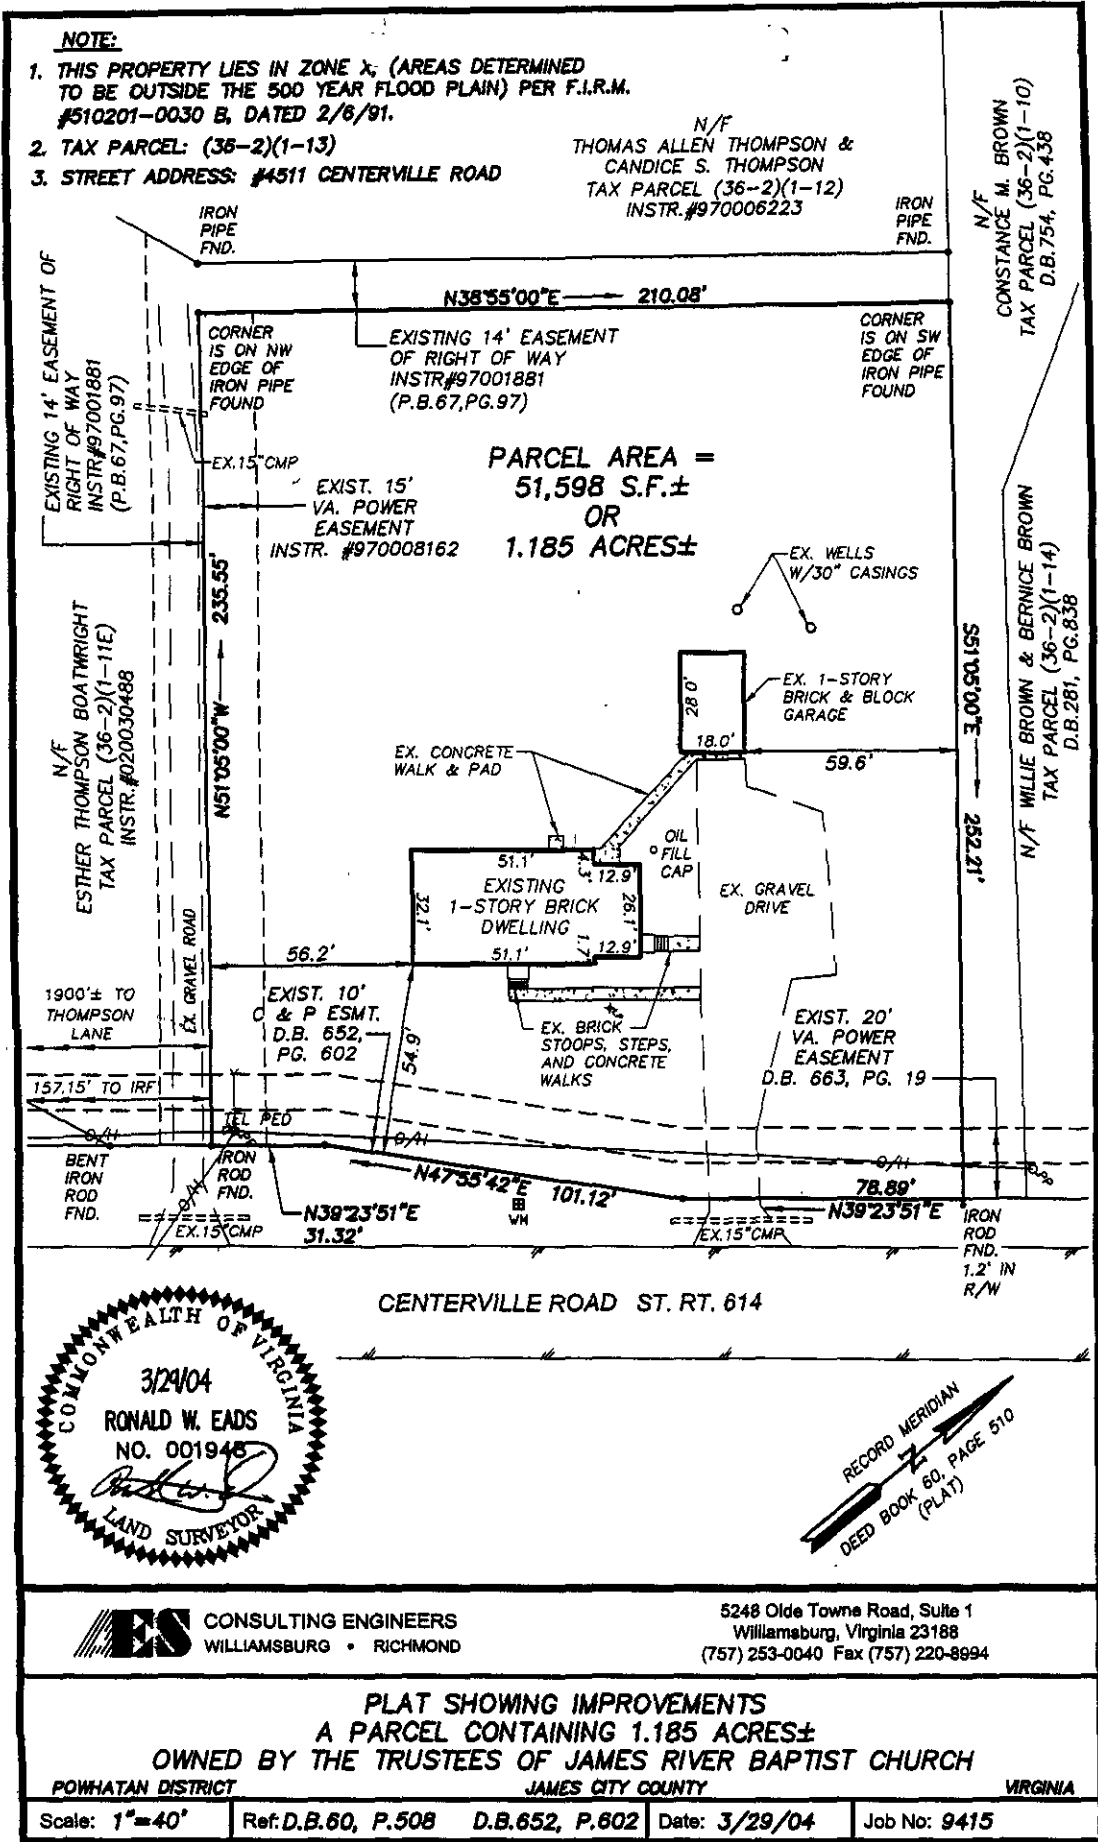 NOTE:
1. THIS PROPERTY LIES IN ZONE X, (AREAS DETERMINED
TO BE OUTSIDE THE 500 YEAR FLOOD PLAIN) PER F.I.R.M.
#510201-0030 B, DATED 2/6/91.
2. TAX PARCEL: (36-2)(1-13)
3. STREET ADDRESS: #4511 CENTERVILLE ROAD
N/F
THOMAS ALLEN THOMPSON &
CANDICE S. THOMPSON
TAX PARCEL (36-2)(1-12)
INSTR.#970006223
N/F
CONSTANCE M. BROWN
TAX PARCEL (36-2)(1-10)
D.B.754, PG.438
IRON
PIPE
FND.
IRON
PIPE
FND.
N38°55'00"E 210.08'
EXISTING 14' EASEMENT OF
RIGHT OF WAY
INSTR#97001881
(P.B.67,PG.97)
CORNER
IS ON NW
EDGE OF
IRON PIPE
FOUND
EXISTING 14' EASEMENT
OF RIGHT OF WAY
INSTR#97001881
(P.B.67,PG.97)
CORNER
IS ON SW
EDGE OF
IRON PIPE
FOUND
EX.15"CMP
PARCEL AREA =
51,598 S.F.±
OR
1.185 ACRES±
EXIST. 15'
VA. POWER
EASEMENT
INSTR. #970008162
EX. WELLS
W/30" CASINGS
N51°05'00"W 235.55'
S51°05'00"E 252.21'
N/F
ESTHER THOMPSON BOATWRIGHT
TAX PARCEL (36-2)(1-11E)
INSTR.#020030488
N/F WILLIE BROWN & BERNICE BROWN
TAX PARCEL (36-2)(1-14)
D.B.281, PG.838
28.0'
18.0'
EX. 1-STORY
BRICK & BLOCK
GARAGE
59.6'
EX. CONCRETE
WALK & PAD
OIL
FILL
CAP
EX. GRAVEL
DRIVE
51.1'
4.3'
12.9'
32.1'
EXISTING
1-STORY BRICK
DWELLING
26.1'
51.1'
1.7'
12.9'
56.2'
54.9'
EX. GRAVEL ROAD
1900'± TO
THOMPSON
LANE
EXIST. 10'
C & P ESMT.
D.B. 652,
PG. 602
EX. BRICK
STOOPS, STEPS,
AND CONCRETE
WALKS
EXIST. 20'
VA. POWER
EASEMENT
D.B. 663, PG. 19
157.15' TO IRF
TEL PED
O/H
PP
O/H
O/H
PP
O/H
BENT
IRON
ROD
FND.
IRON
ROD
FND.
N47°55'42"E 101.12'
78.89'
N39°23'51"E
N39°23'51"E
31.32'
WM
EX.15"CMP
EX.15"CMP
IRON
ROD
FND.
1.2' IN
R/W
CENTERVILLE ROAD ST. RT. 614
COMMONWEALTH OF VIRGINIA
3/29/04
RONALD W. EADS
NO. 001948
LAND SURVEYOR
RECORD MERIDIAN
N
DEED BOOK 60, PAGE 510
(PLAT)
AES CONSULTING ENGINEERS
WILLIAMSBURG • RICHMOND
5248 Olde Towne Road, Suite 1
Williamsburg, Virginia 23188
(757) 253-0040 Fax (757) 220-8994
PLAT SHOWING IMPROVEMENTS
A PARCEL CONTAINING 1.185 ACRES±
OWNED BY THE TRUSTEES OF JAMES RIVER BAPTIST CHURCH
POWHATAN DISTRICT JAMES CITY COUNTY VIRGINIA
Scale: 1"=40' Ref: D.B.60, P.508 D.B.652, P.602 Date: 3/29/04 Job No: 9415